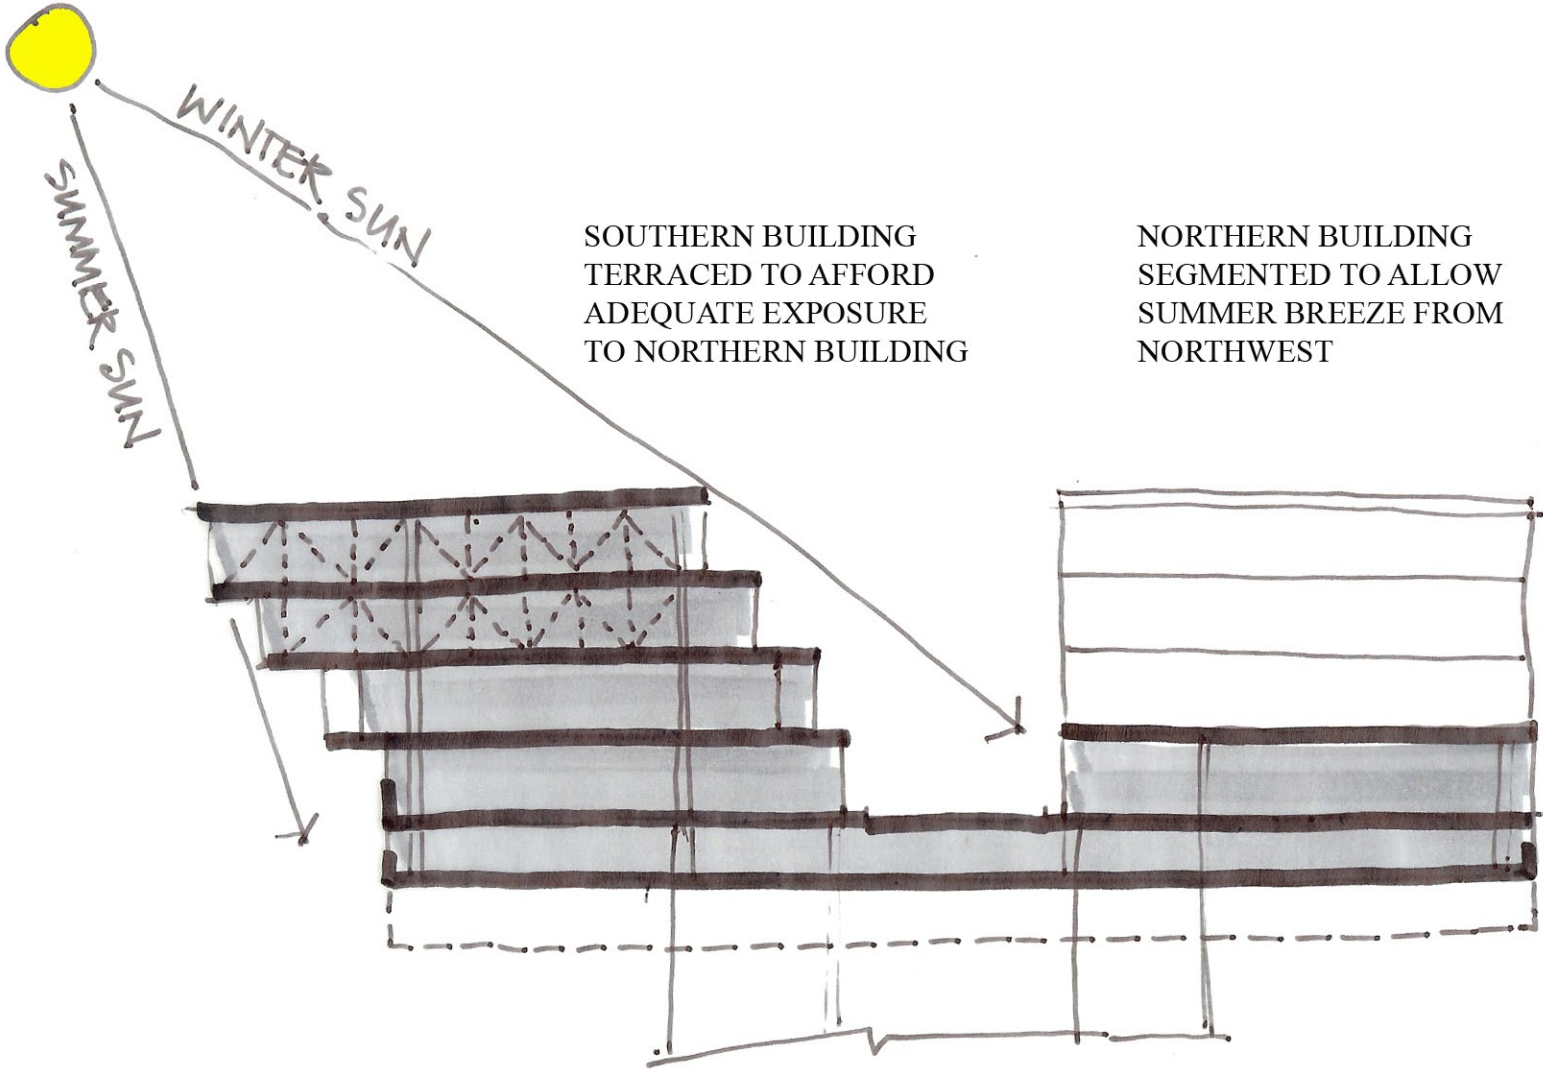 WINTER SUN
SUMMER SUN
SOUTHERN BUILDING
TERRACED TO AFFORD
ADEQUATE EXPOSURE
TO NORTHERN BUILDING
NORTHERN BUILDING
SEGMENTED TO ALLOW
SUMMER BREEZE FROM
NORTHWEST